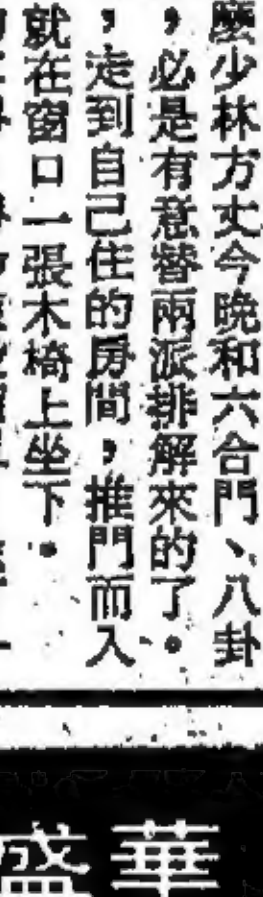 麼少林方丈今晚和六合門、八卦
，必是有意替兩派排解來的了。
，走到自己住的房間，推門而入
就在窗口一張木椅上坐下。
華盛